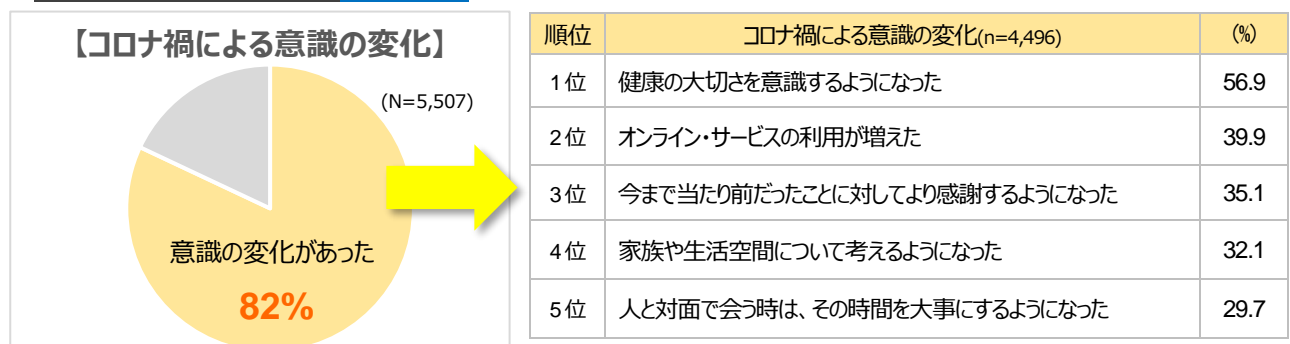 【コロナ禍による意識の変化】
(N=5,507)
意識の変化があった
82%
順位 コロナ禍による意識の変化(n=4,496) (%)
1位 健康の大切さを意識するようになった 56.9
2位 オンライン・サービスの利用が増えた 39.9
3位 今まで当たり前だったことに対してより感謝するようになった 35.1
4位 家族や生活空間について考えるようになった 32.1
5位 人と対面で会う時は、その時間を大事にするようになった 29.7